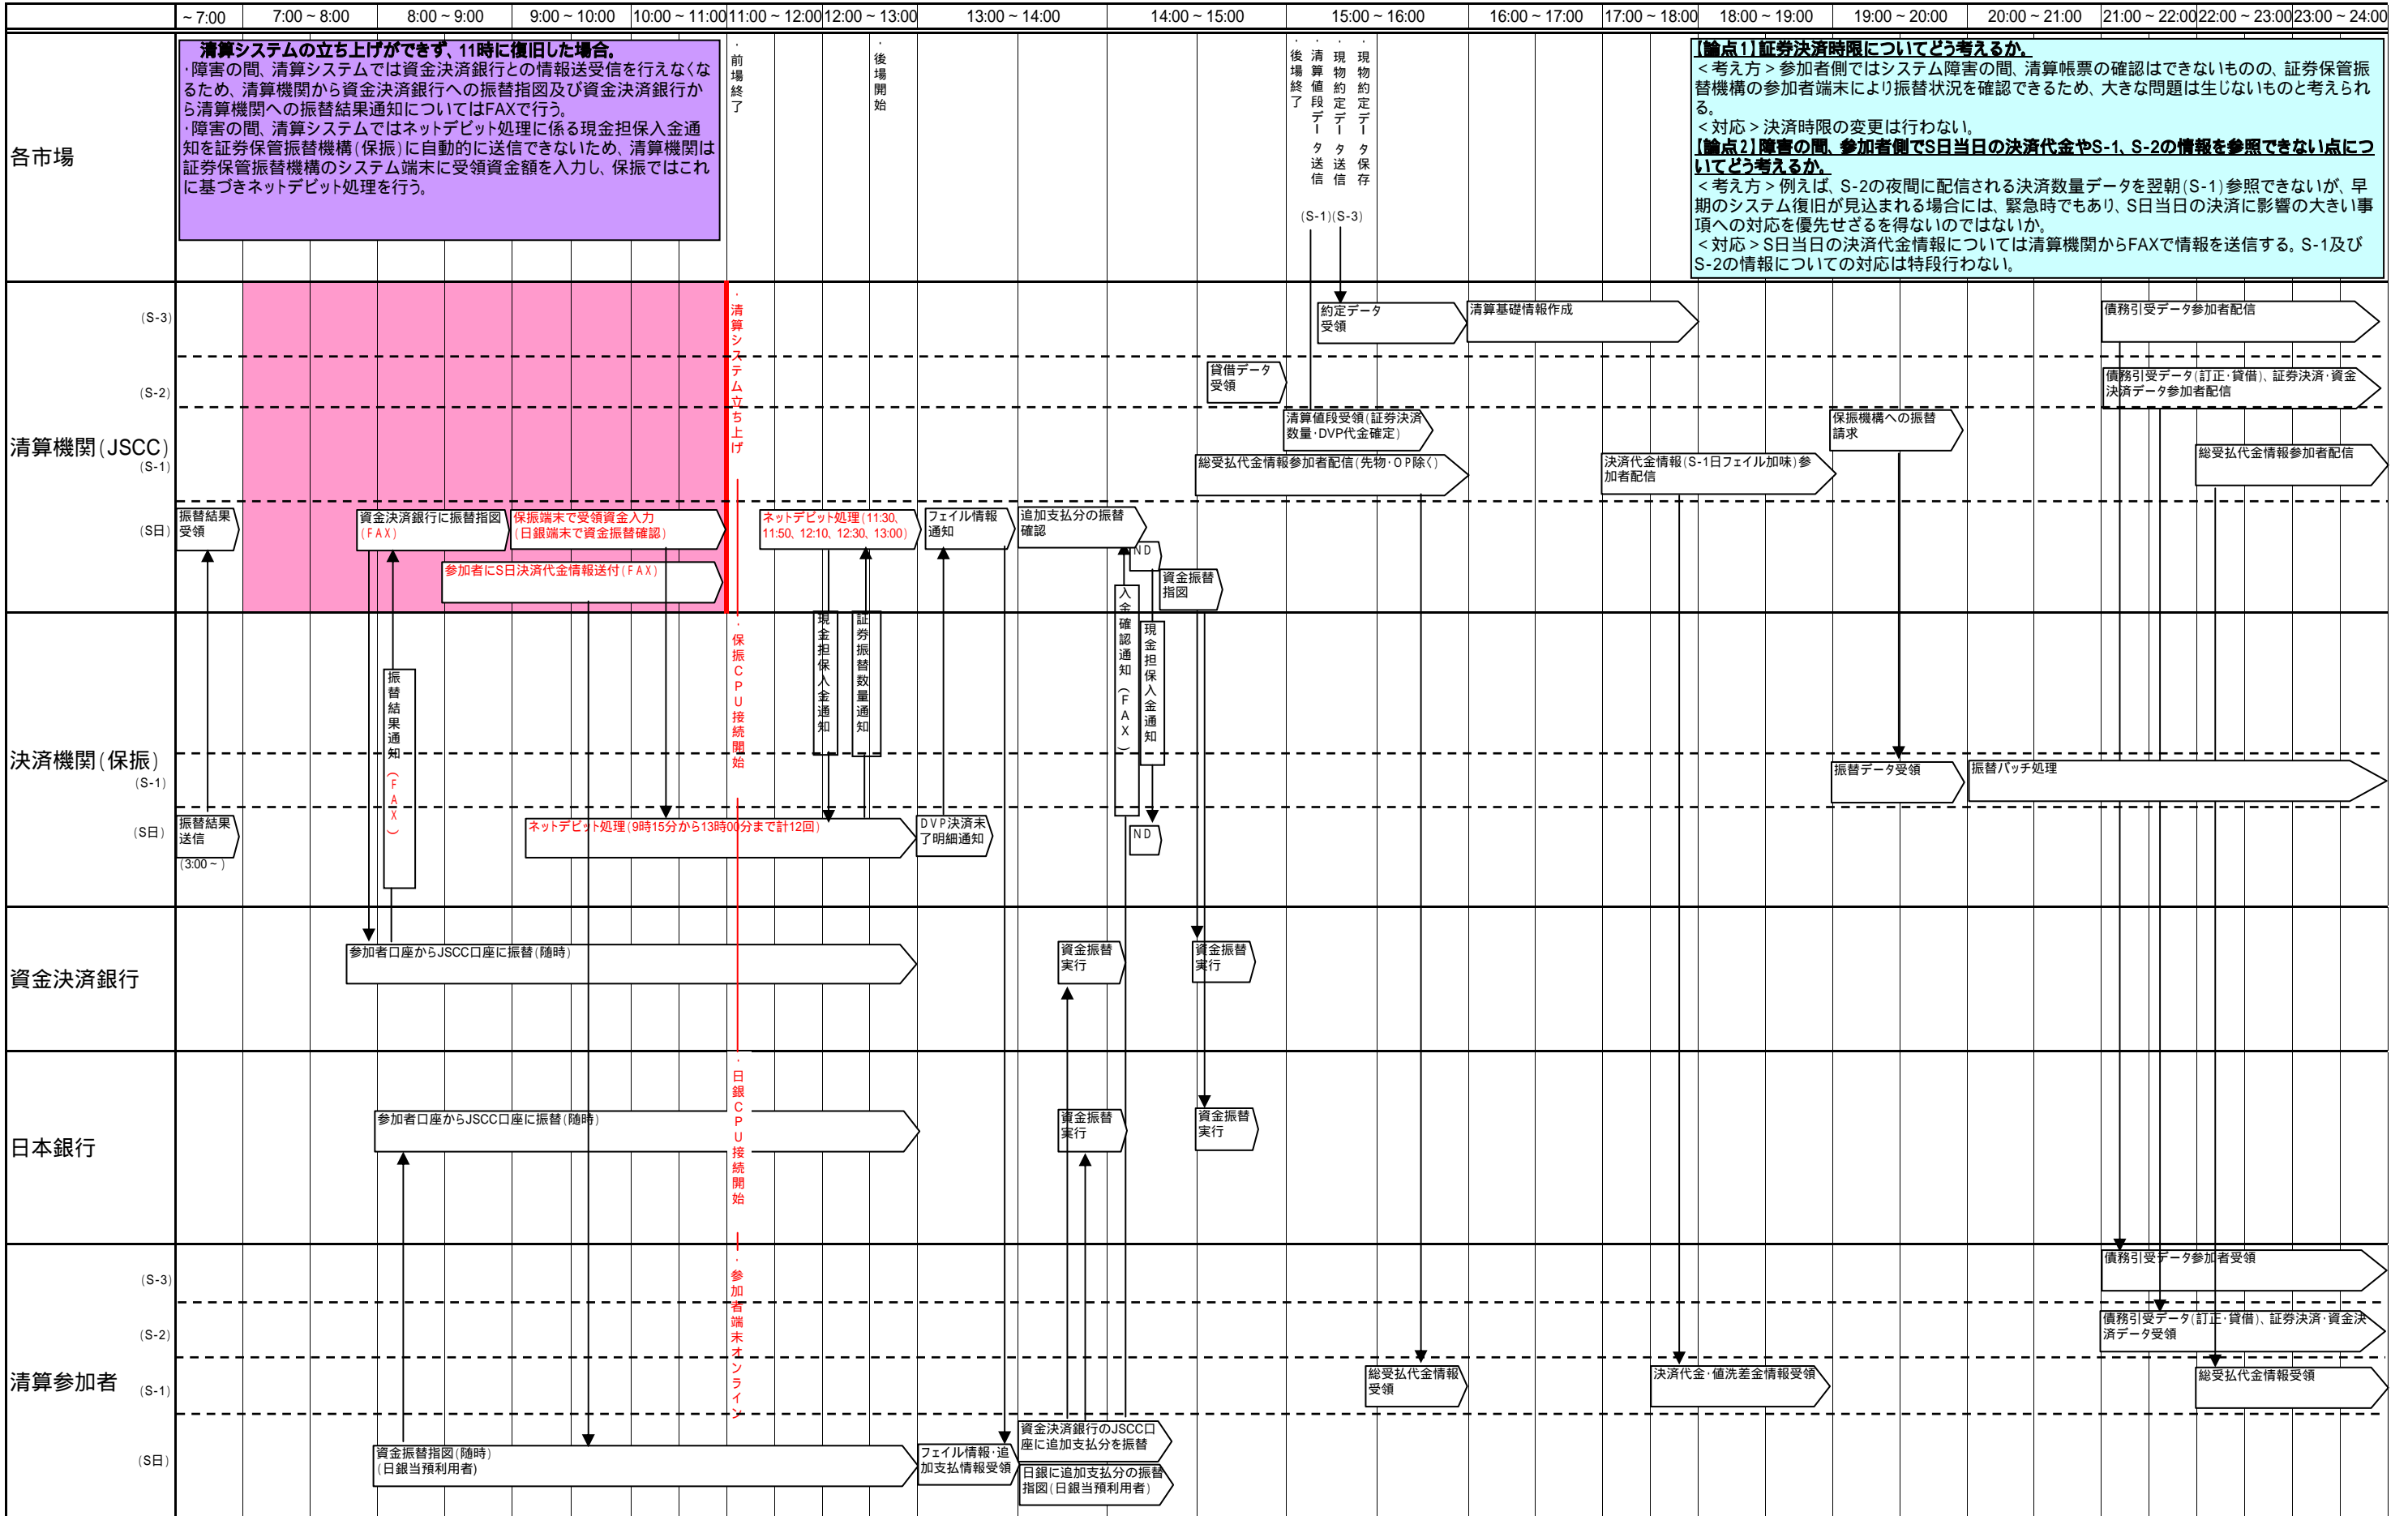 ~ 7:00
7:00 ~ 8:00
8:00 ~ 9:00
9:00 ~ 10:00
10:00 ~ 11:00
11:00 ~ 12:00
12:00 ~ 13:00
13:00 ~ 14:00
14:00 ~ 15:00
15:00 ~ 16:00
16:00 ~ 17:00
17:00 ~ 18:00
18:00 ~ 19:00
19:00 ~ 20:00
20:00 ~ 21:00
21:00 ~ 22:00
22:00 ~ 23:00
23:00 ~ 24:00
各市場
清算システムの立ち上げができず、11時に復旧した場合。
・障害の間、清算システムでは資金決済銀行との情報送受信を行えなくな
るため、清算機関から資金決済銀行への振替指図及び資金決済銀行か
ら清算機関への振替結果通知についてはFAXで行う。
・障害の間、清算システムではネットデビット処理に係る現金担保入金通
知を証券保管振替機構(保振)に自動的に送信できないため、清算機関は
証券保管振替機構のシステム端末に受領資金額を入力し、保振ではこれ
に基づきネットデビット処理を行う。
・前場終了
・後場開始
・後場終了
・清算値段データ送信
・現物約定データ送信
・現物約定データ保存
(S-1)(S-3)
【論点1】証券決済時限についてどう考えるか。
＜考え方＞参加者側ではシステム障害の間、清算帳票の確認はできないものの、証券保管振
替機構の参加者端末により振替状況を確認できるため、大きな問題は生じないものと考えられ
る。
＜対応＞決済時限の変更は行わない。
【論点2】障害の間、参加者側でS日当日の決済代金やS-1、S-2の情報を参照できない点につ
いてどう考えるか。
＜考え方＞例えば、S-2の夜間に配信される決済数量データを翌朝(S-1)参照できないが、早
期のシステム復旧が見込まれる場合には、緊急時でもあり、S日当日の決済に影響の大きい事
項への対応を優先せざるを得ないのではないか。
＜対応＞S日当日の決済代金情報については清算機関からFAXで情報を送信する。S-1及び
S-2の情報についての対応は特段行わない。
清算機関(JSCC)
(S-3)
・清算システム立ち上げ
約定データ
受領
清算基礎情報作成
債務引受データ参加者配信
(S-2)
貸借データ
受領
債務引受データ(訂正・貸借)、証券決済・資金
決済データ参加者配信
(S-1)
清算値段受領(証券決済
数量・DVP代金確定)
保振機構への振替
請求
総受払代金情報参加者配信(先物・OP除く)
決済代金情報(S-1日フェイル加味)参
加者配信
総受払代金情報参加者配信
(S日)
振替結果
受領
資金決済銀行に振替指図
(FAX)
保振端末で受領資金入力
(日銀端末で資金振替確認)
参加者にS日決済代金情報送付(FAX)
ネットデビット処理(11:30、
11:50、12:10、12:30、13:00)
フェイル情報
通知
追加支払分の振替
確認
ND
資金振替
指図
決済機関(保振)
振替結果通知(FAX)
・保振CPU接続開始
現金担保入金通知
証券振替数量通知
入金確認通知(FAX)
現金担保入金通知
(S-1)
振替データ受領
振替バッチ処理
(S日)
振替結果
送信
(3:00 ~ )
ネットデビット処理(9時15分から13時00分まで計12回)
DVP決済未
了明細通知
ND
資金決済銀行
参加者口座からJSCC口座に振替(随時)
資金振替
実行
資金振替
実行
日本銀行
参加者口座からJSCC口座に振替(随時)
・日銀CPU接続開始
資金振替
実行
資金振替
実行
清算参加者
(S-3)
・参加者端末オンライン
債務引受データ参加者受領
(S-2)
債務引受データ(訂正・貸借)、証券決済・資金決
済データ受領
(S-1)
総受払代金情報
受領
決済代金・値洗差金情報受領
総受払代金情報受領
(S日)
資金振替指図(随時)
(日銀当預利用者)
フェイル情報・追
加支払情報受領
資金決済銀行のJSCC口
座に追加支払分を振替
日銀に追加支払分の振替
指図(日銀当預利用者)